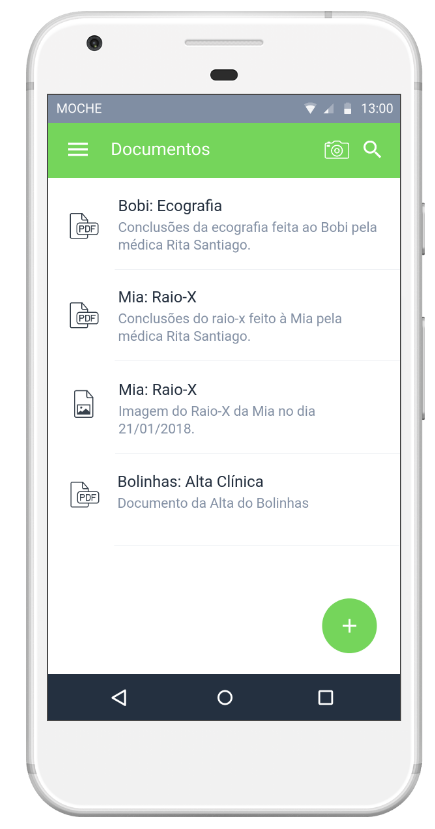 MOCHE 13:00
Documentos
Bobi: Ecografia
Conclusões da ecografia feita ao Bobi pela
médica Rita Santiago.
PDF
Mia: Raio-X
Conclusões do raio-x feito à Mia pela
médica Rita Santiago.
PDF
Mia: Raio-X
Imagem do Raio-X da Mia no dia
21/01/2018.
Bolinhas: Alta Clínica
Documento da Alta do Bolinhas
PDF
+